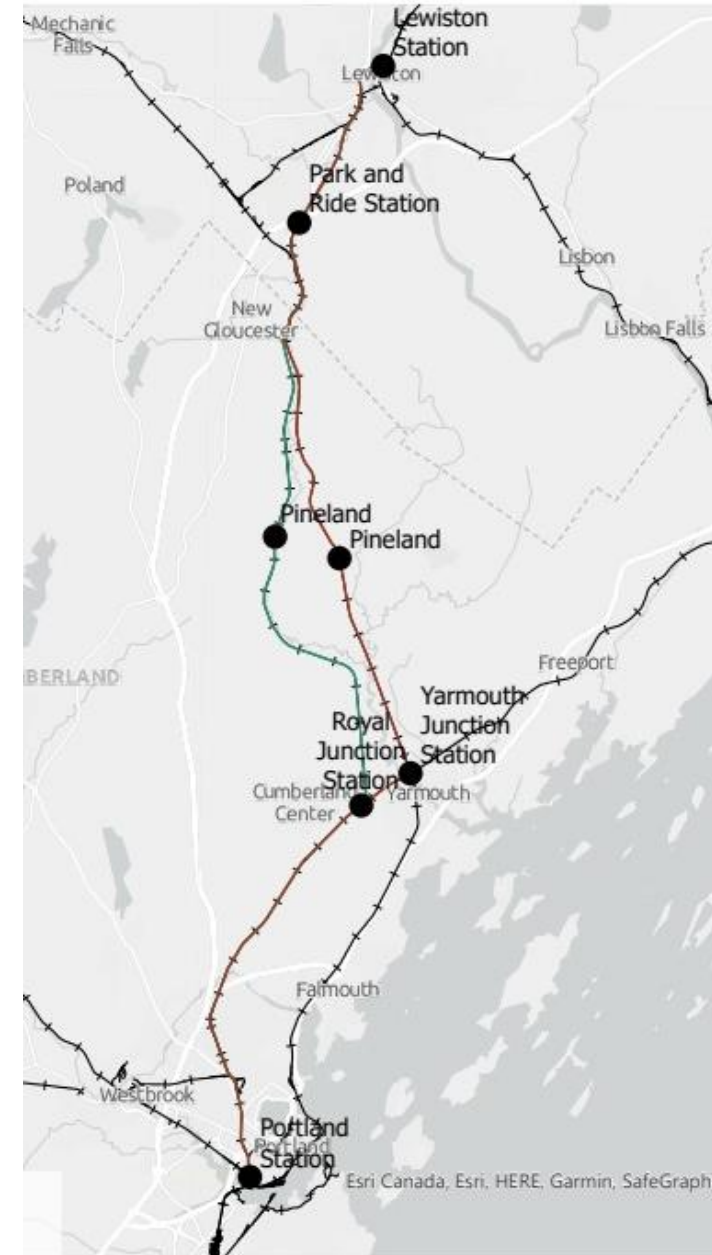 Mechanic
Falls
Lewiston
Station
Lewiston
Park and
Ride Station
Poland
Lisbon
New
Gloucester
Lisbon Falls
Pineland
Pineland
BERLAND
Freeport
Yarmouth
Junction
Station
Royal
Junction
Station
Cumberland
Center
Yarmouth
Falmouth
Westbrook
Portland
Station
Portland
Esri Canada, Esri, HERE, Garmin, SafeGraph